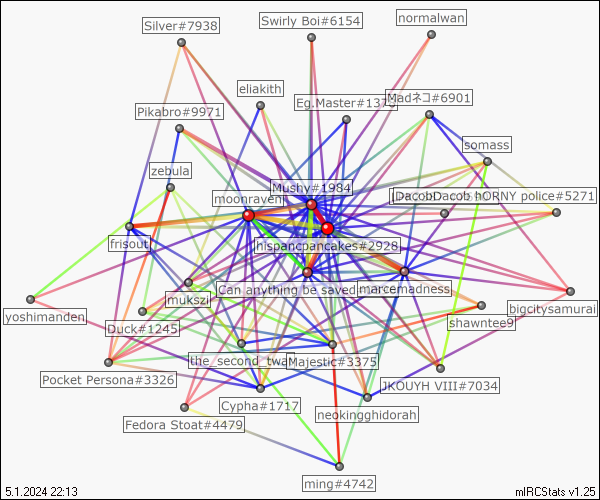 Swirly Boi#6154
normalwan
Silver#7938
eliakith
Eg.Master#137
Madネコ#6901
Pikabro#9971
somass
zebula
Mushy#1984
moonraven
JDacob
Dacob hORNY police#5271
frisout
hispancpancakes#2928
Can anything be saved
marcemadness
mukszi
yoshimanden
bigcitysamurai
Duck#1245
shawntee9
the_second_twa
Majestic#3375
Pocket Persona#3326
JKOUYH VIII#7034
Cypha#1717
neokingghidorah
Fedora Stoat#4479
ming#4742
5.1.2024 22:13
mIRCStats v1.25